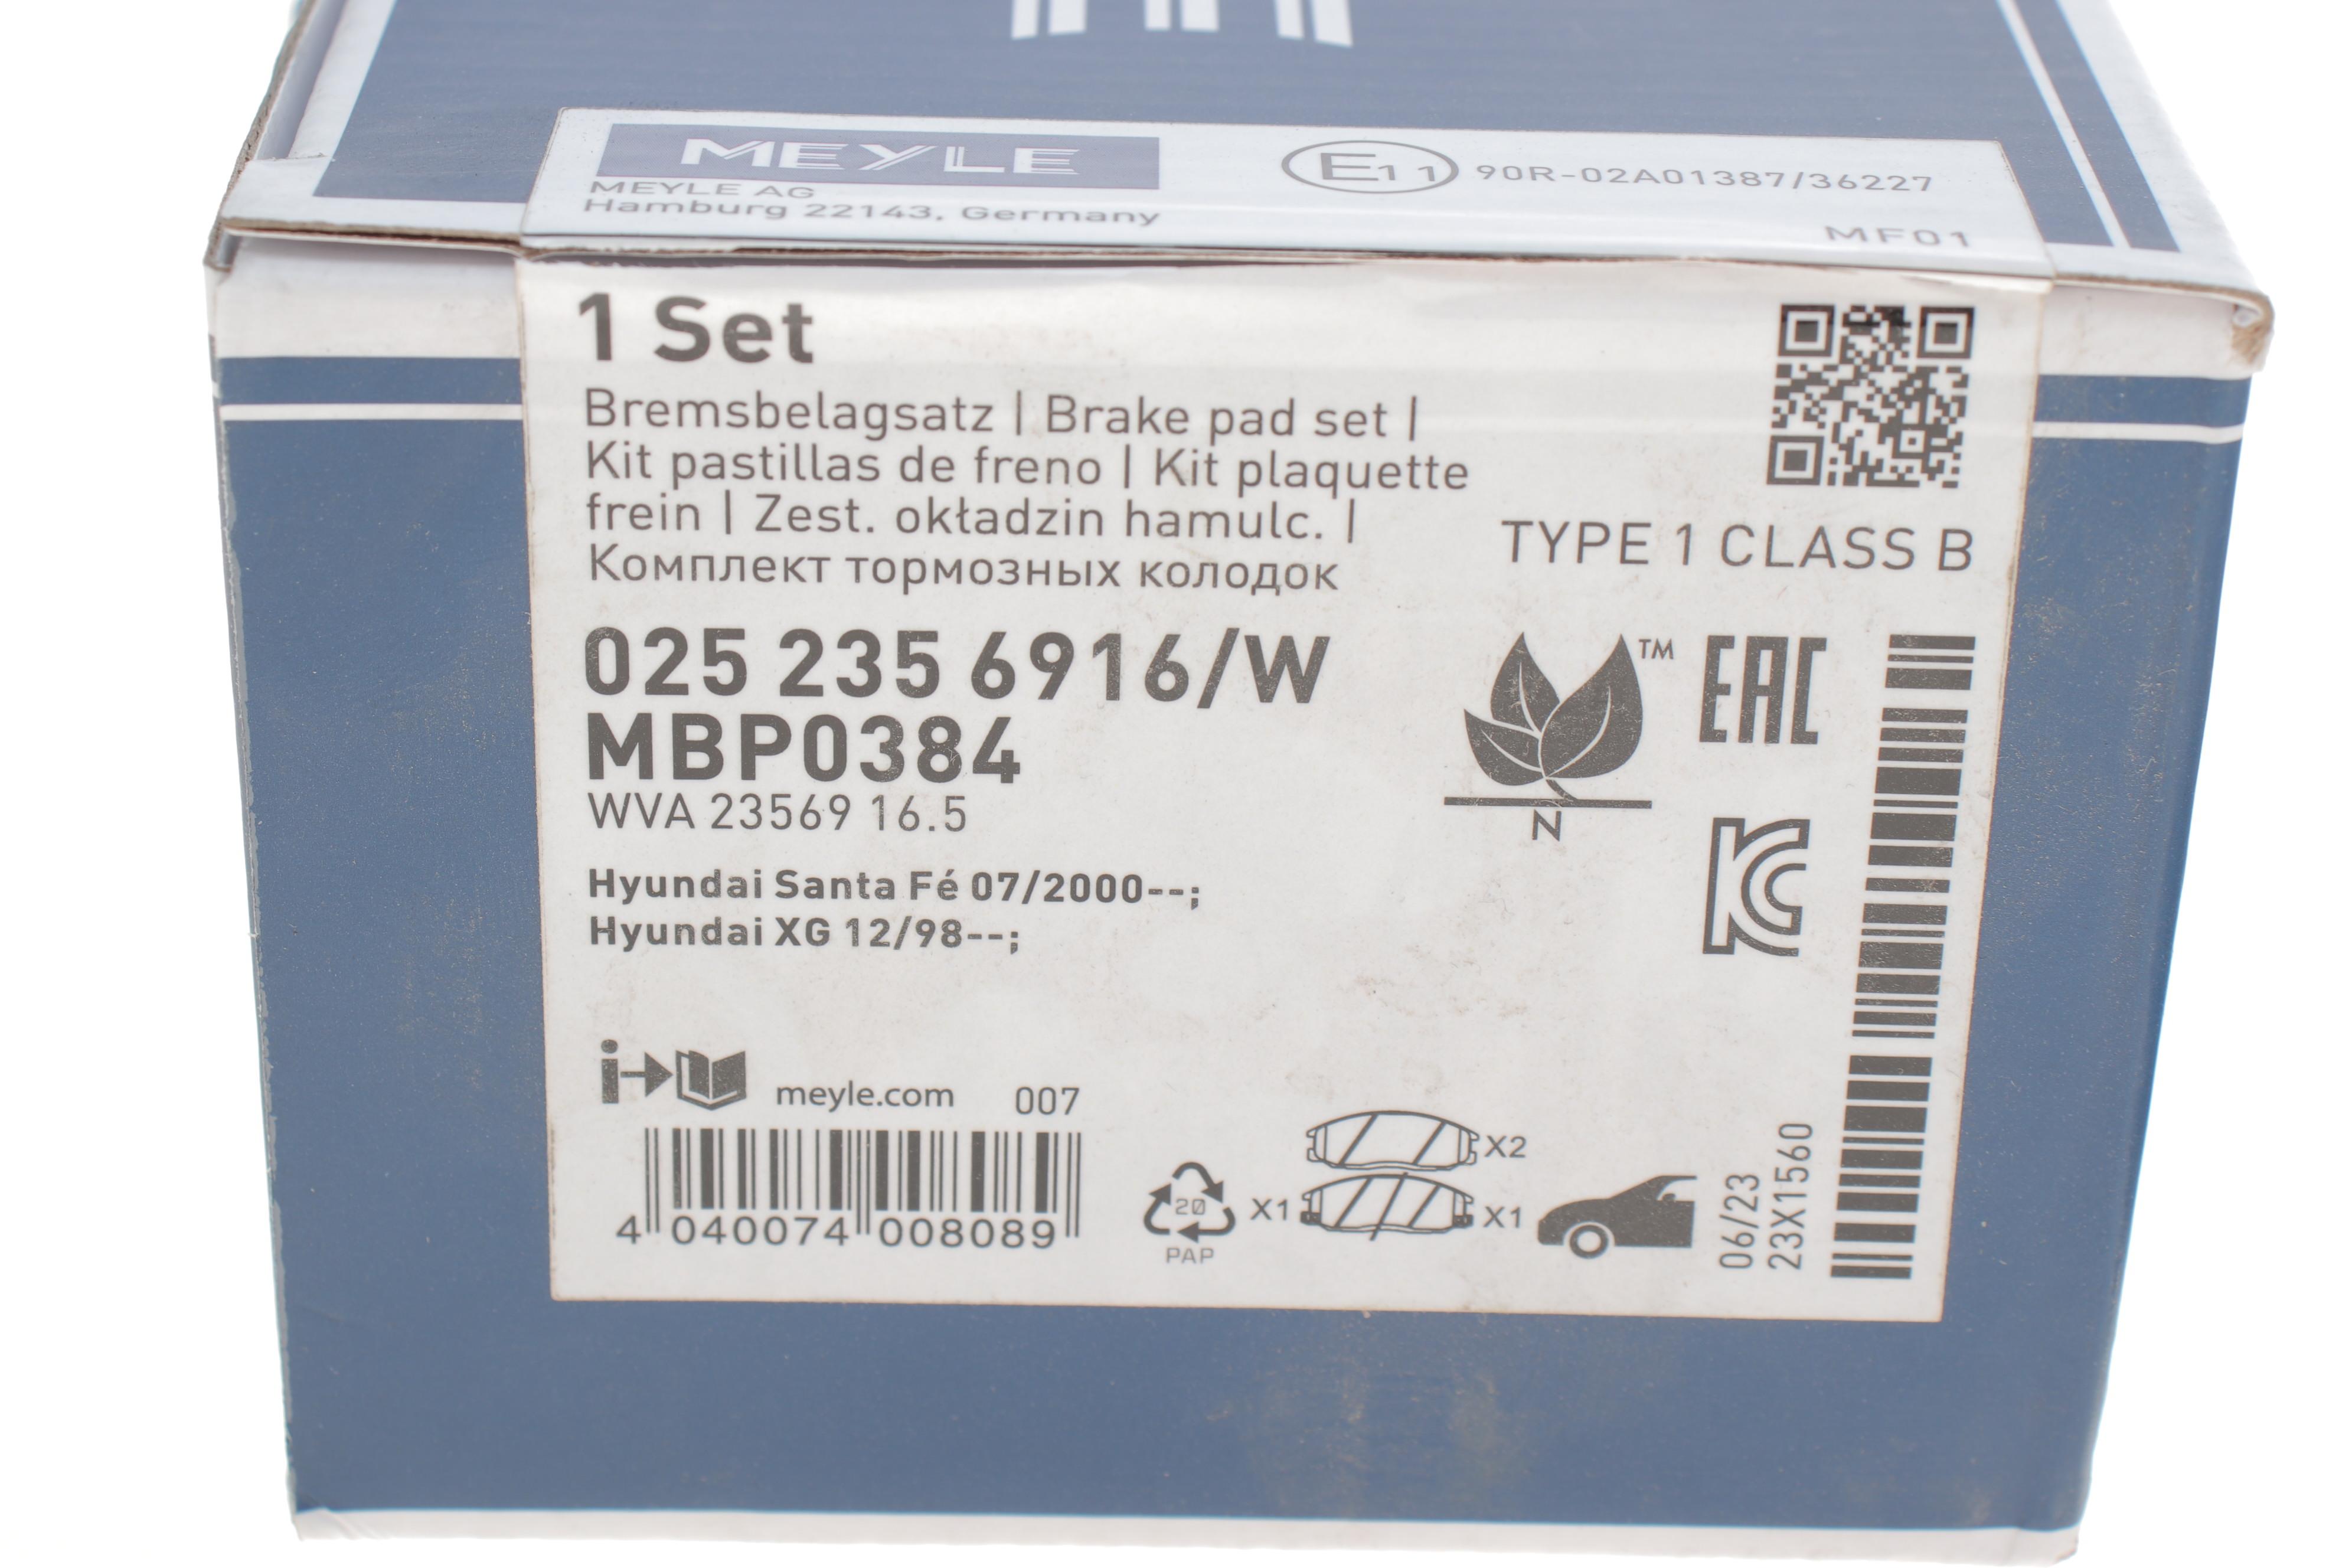 MEYLE
MEYLE AG
Hamburg 22143, Germany
E11 90R-02A01387/36227
MF01
1 Set
Bremsbelagsatz | Brake pad set |
Kit pastillas de freno | Kit plaquette
frein | Zest. okładzin hamulc. |
Комплект тормозных колодок
TYPE 1 CLASS B
025 235 6916/W
MBP0384
WVA 23569 16.5
TM
N
EAC
KC
Hyundai Santa Fé 07/2000--;
Hyundai XG 12/98--;
i
meyle.com 007
4 040074 008089
20
PAP
X2
X1 X1
06/23
23X1560